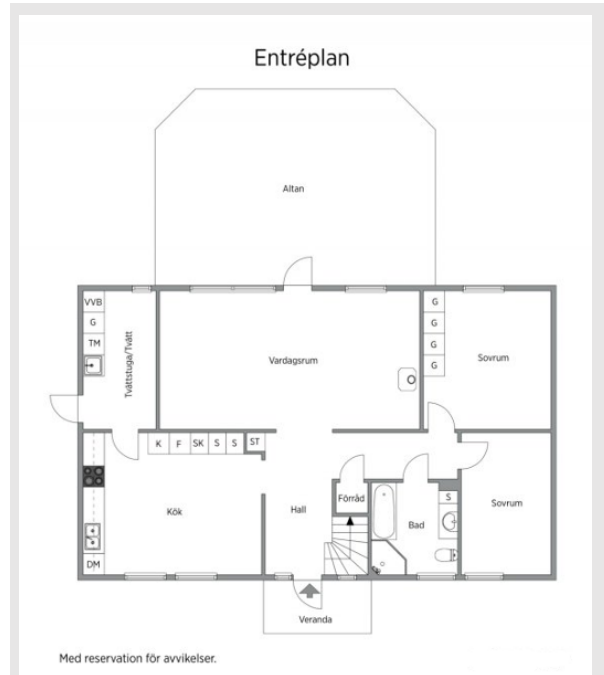 Entréplan
Altan
VVB
G
TM
Tvättstuga/Tvätt
Vardagsrum
G
G
G
G
Sovrum
K F SK S S ST
Kök
DM
Hall
Förråd
Bad
S
Sovrum
Veranda
Med reservation för avvikelser.